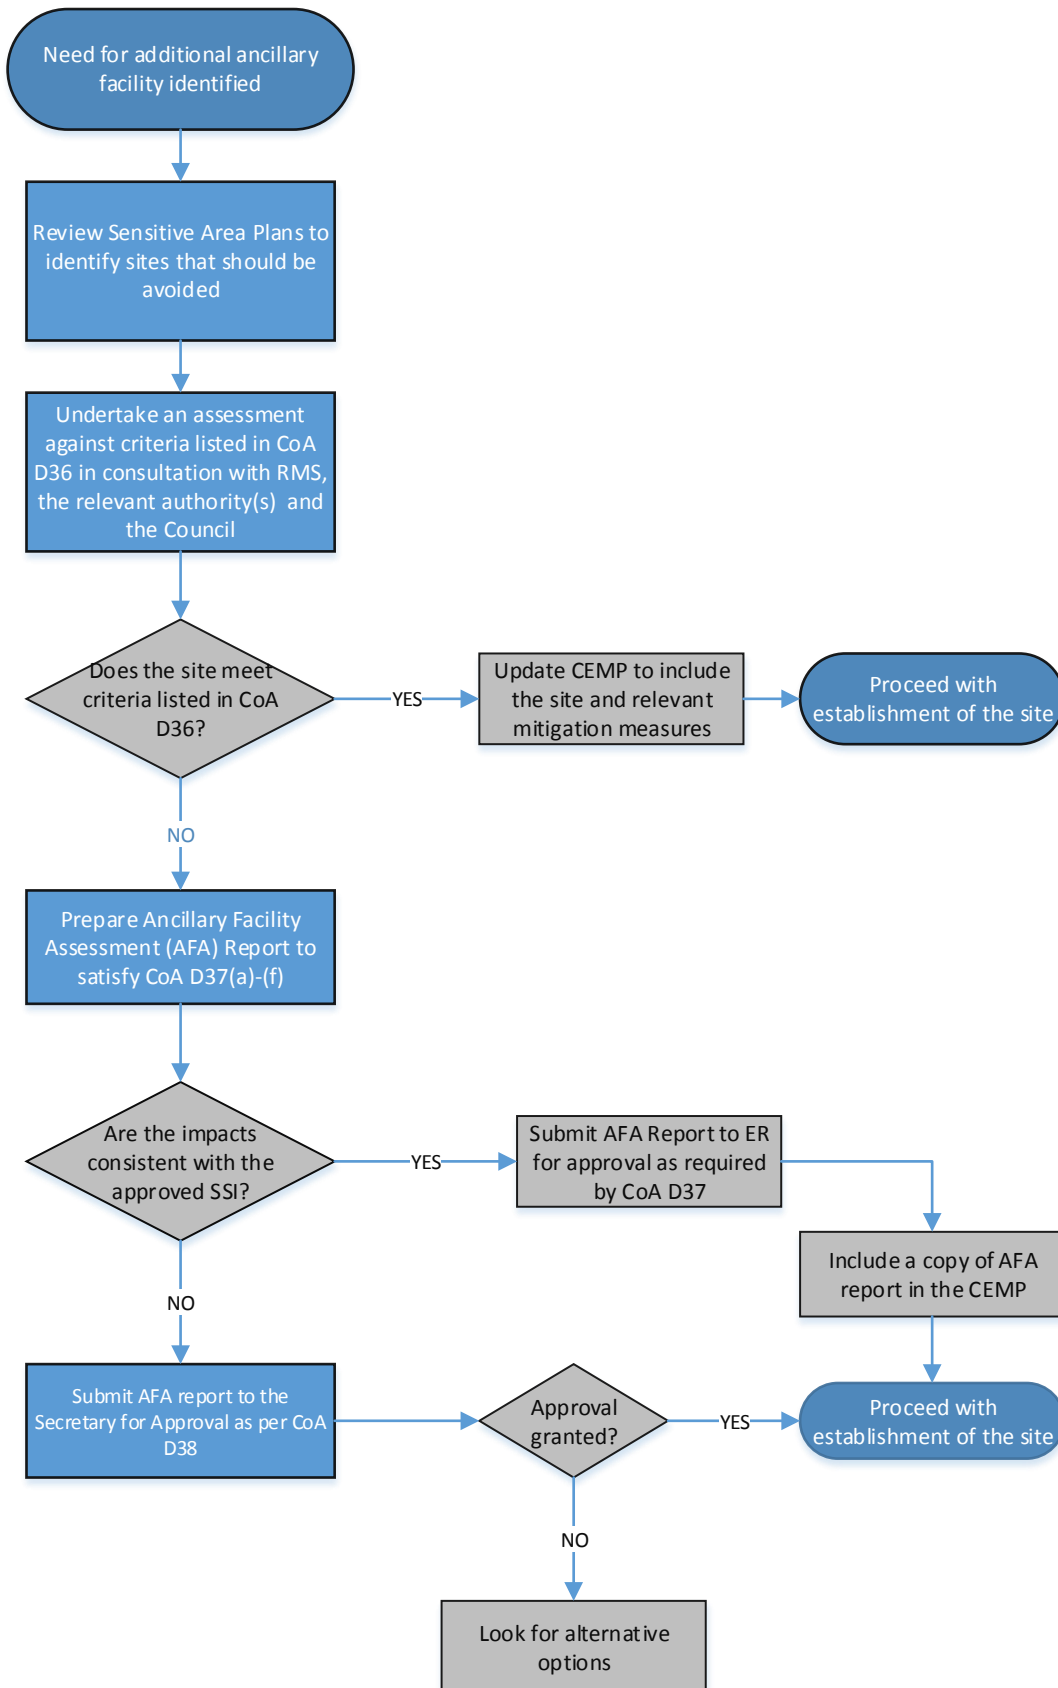 Need for additional ancillary
facility identified
Review Sensitive Area Plans to
identify sites that should be
avoided
Undertake an assessment
against criteria listed in CoA
D36 in consultation with RMS,
the relevant authority(s) and
the Council
Does the site meet
criteria listed in CoA
D36?
YES
Update CEMP to include
the site and relevant
mitigation measures
Proceed with
establishment of the site
NO
Prepare Ancillary Facility
Assessment (AFA) Report to
satisfy CoA D37(a)-(f)
Are the impacts
consistent with the
approved SSI?
YES
Submit AFA Report to ER
for approval as required
by CoA D37
Include a copy of AFA
report in the CEMP
NO
Submit AFA report to the
Secretary for Approval as per CoA
D38
Approval
granted?
YES
Proceed with
establishment of the site
NO
Look for alternative
options